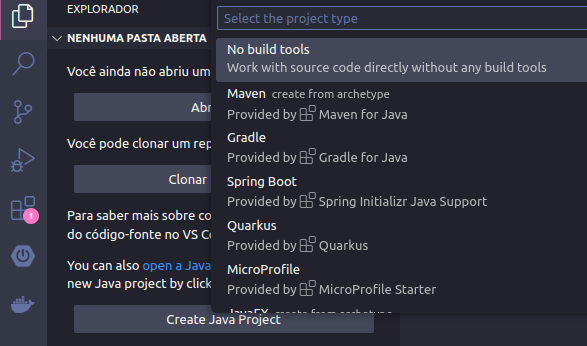 EXPLORADOR
NENHUMA PASTA ABERTA
Você ainda não abriu um
Abr
Você pode clonar um rep
Clonar
Para saber mais sobre co
do código-fonte no VS Co
You can also open a Java
new Java project by click
Create Java Project
1
Select the project type
No build tools
Work with source code directly without any build tools
Maven create from archetype
Provided by Maven for Java
Gradle
Provided by Gradle for Java
Spring Boot
Provided by Spring Initializr Java Support
Quarkus
Provided by Quarkus
MicroProfile
Provided by MicroProfile Starter
JavaFX create from archetype